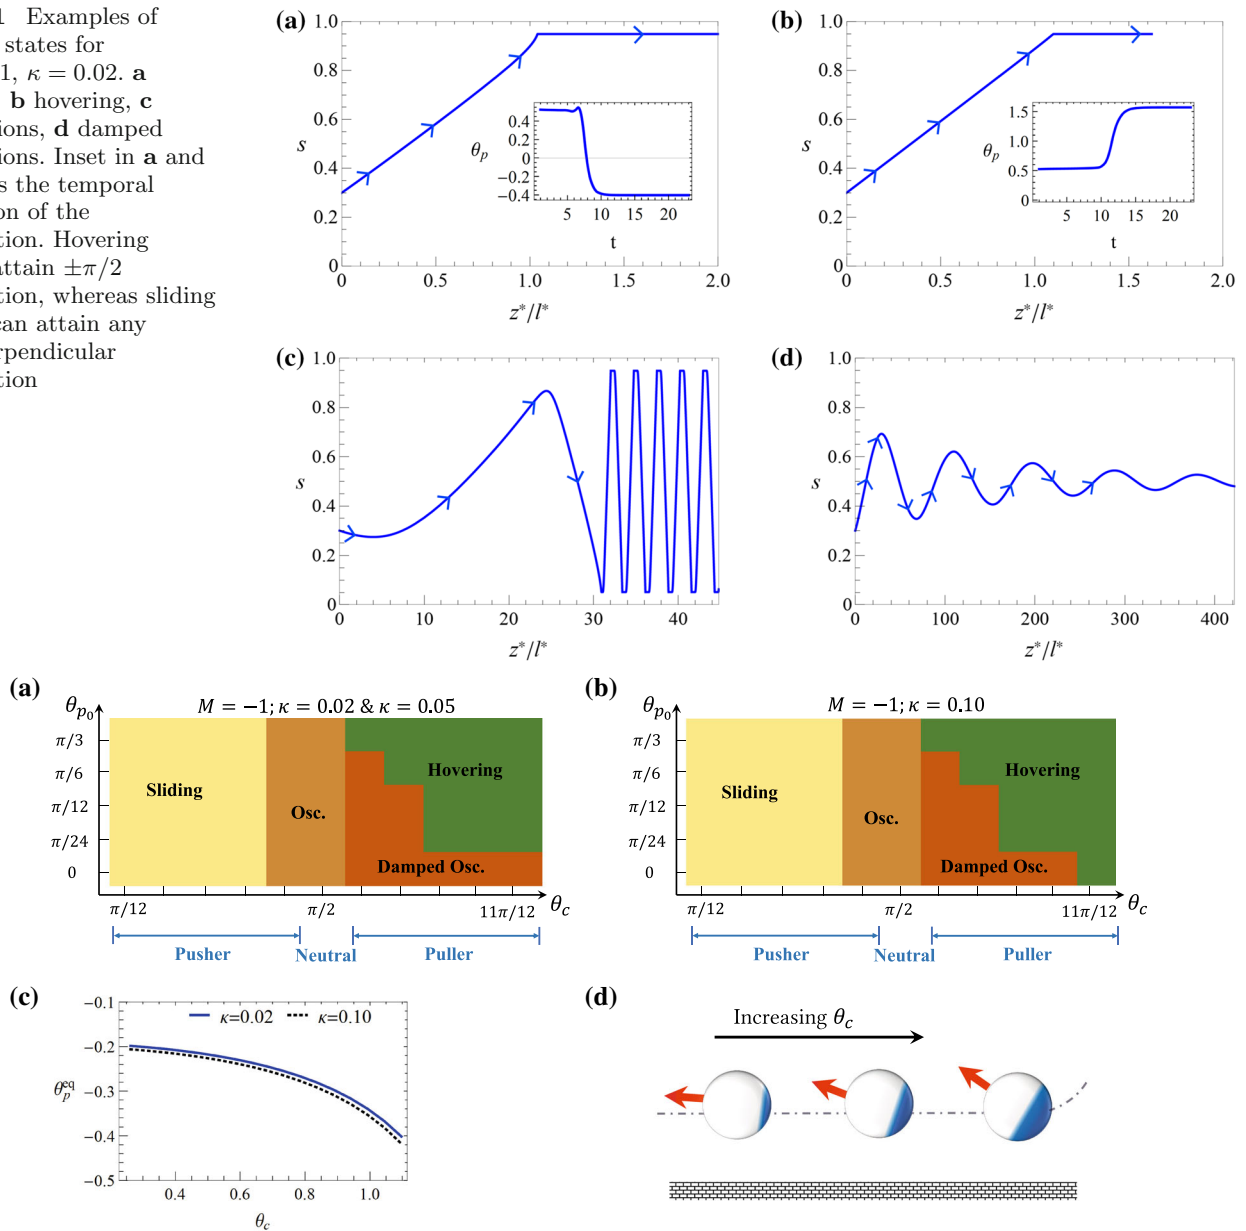 1 Examples of
states for
1, κ = 0.02. a
, b hovering, c
ions, d damped
ions. Inset in a and
s the temporal
on of the
tion. Hovering
attain ±π/2
tion, whereas sliding
can attain any
rpendicular
tion
(a)
1.0
0.8
0.6
s
0.4
0.2
0
0.5
1.0
1.5
2.0
z*/l*
θp
0.4
0.2
0
−0.2
−0.4
5
10
15
20
t
(b)
1.0
0.8
0.6
s
0.4
0.2
0
0.5
1.0
1.5
2.0
z*/l*
θp
1.5
1.0
0.5
0
5
10
15
20
t
(c)
1.0
0.8
0.6
s
0.4
0.2
0
0
10
20
30
40
z*/l*
(d)
1.0
0.8
0.6
s
0.4
0.2
0
0
100
200
300
400
z*/l*
(a)
θp0
M = −1; κ = 0.02 & κ = 0.05
π/3
π/6
π/12
π/24
0
Sliding
Osc.
Hovering
Damped Osc.
π/12
π/2
11π/12
θc
Pusher
Neutral
Puller
(b)
θp0
M = −1; κ = 0.10
π/3
π/6
π/12
π/24
0
Sliding
Osc.
Hovering
Damped Osc.
π/12
π/2
11π/12
θc
Pusher
Neutral
Puller
(c)
−0.1
−0.2
−0.3
−0.4
−0.5
θp^eq
κ=0.02
κ=0.10
0.4
0.6
0.8
1.0
θc
(d)
Increasing θc